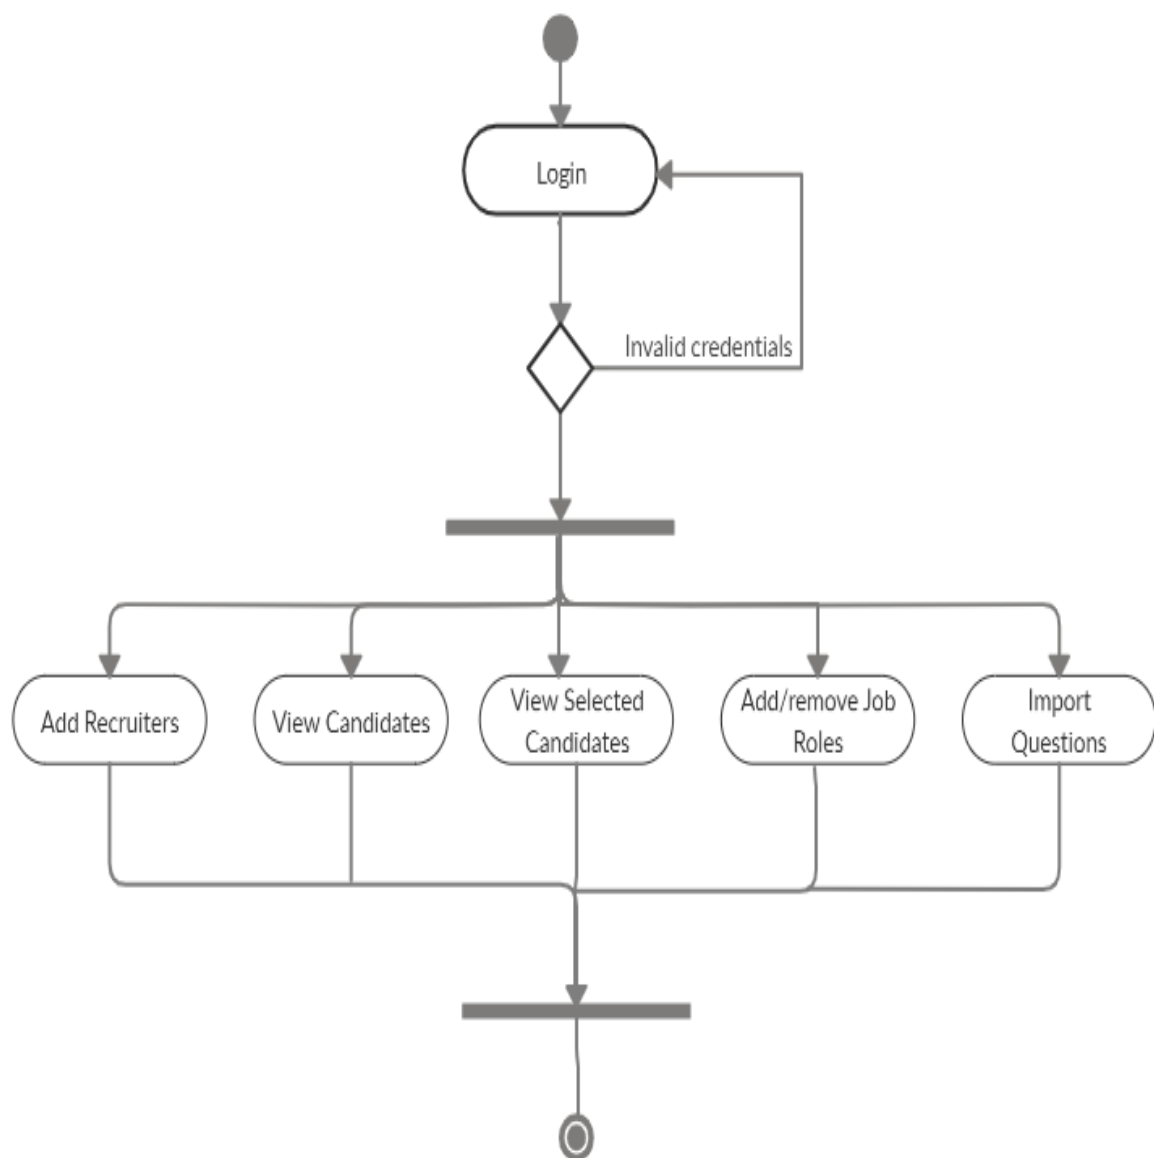 Login
Invalid credentials
Add Recruiters
View Candidates
View Selected
Candidates
Add/remove Job
Roles
Import
Questions